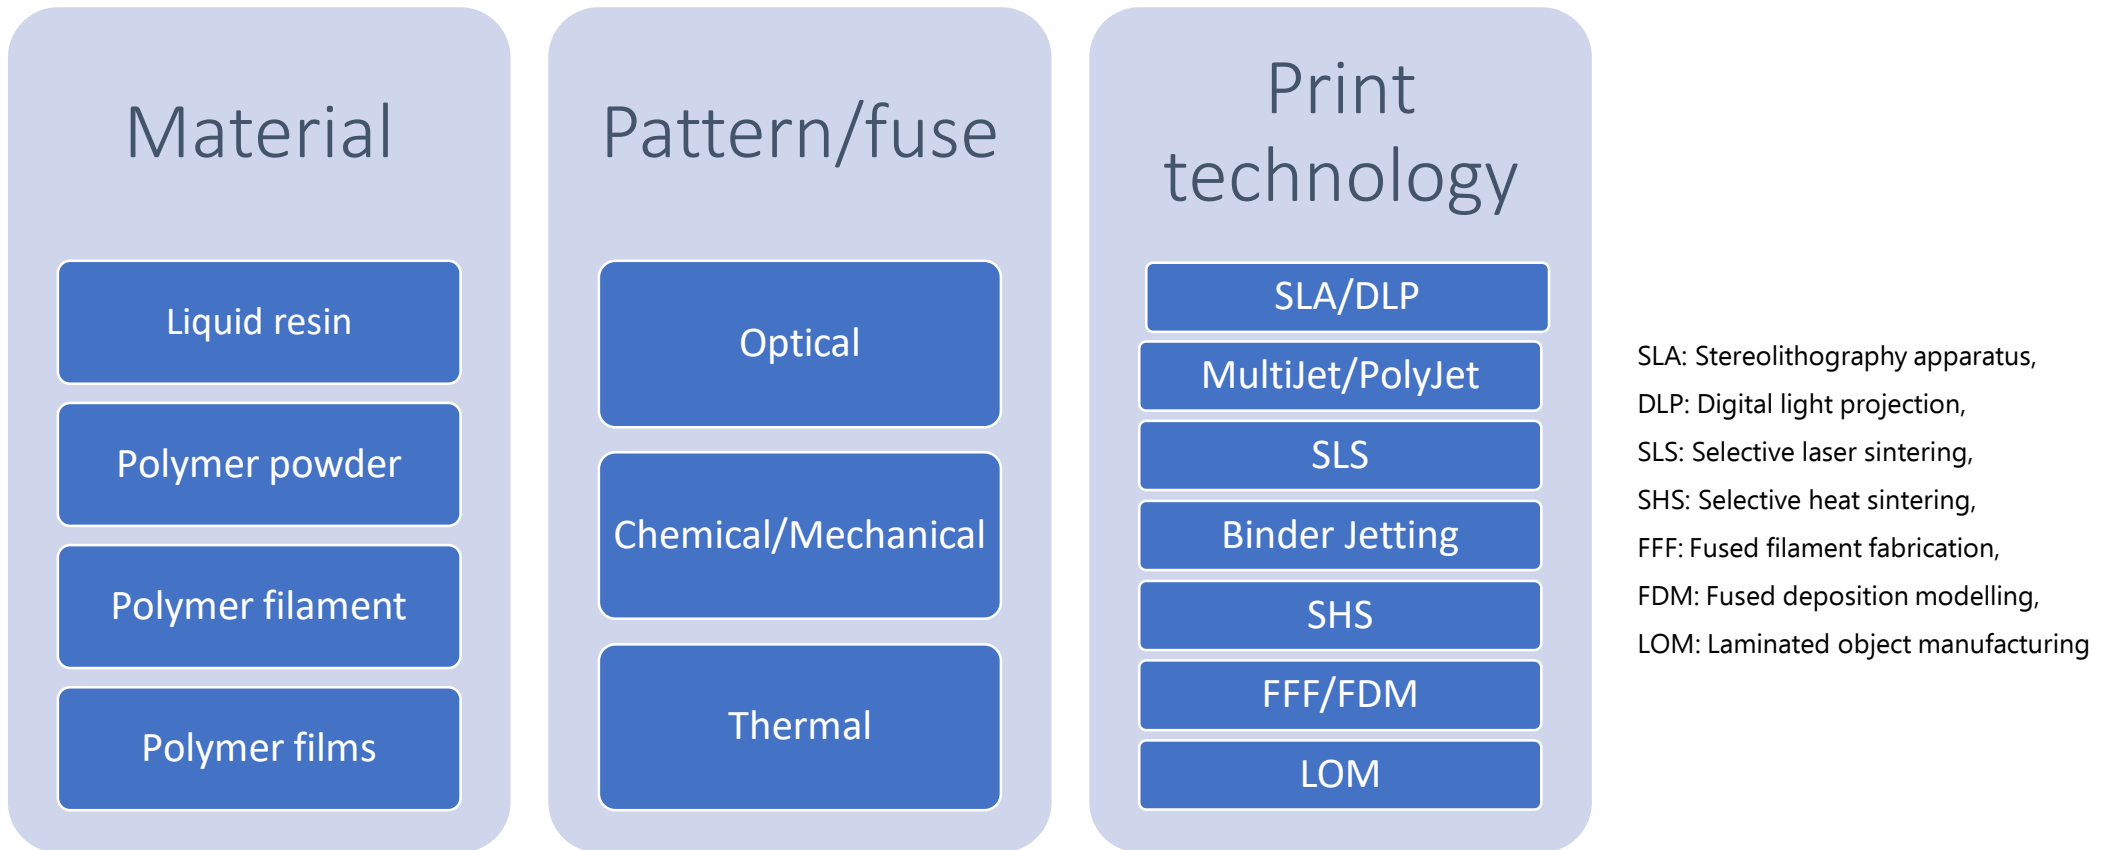 Material
Liquid resin
Polymer powder
Polymer filament
Polymer films
Pattern/fuse
Optical
Chemical/Mechanical
Thermal
Print
technology
SLA/DLP
MultiJet/PolyJet
SLS
Binder Jetting
SHS
FFF/FDM
LOM
SLA: Stereolithography apparatus,
DLP: Digital light projection,
SLS: Selective laser sintering,
SHS: Selective heat sintering,
FFF: Fused filament fabrication,
FDM: Fused deposition modelling,
LOM: Laminated object manufacturing